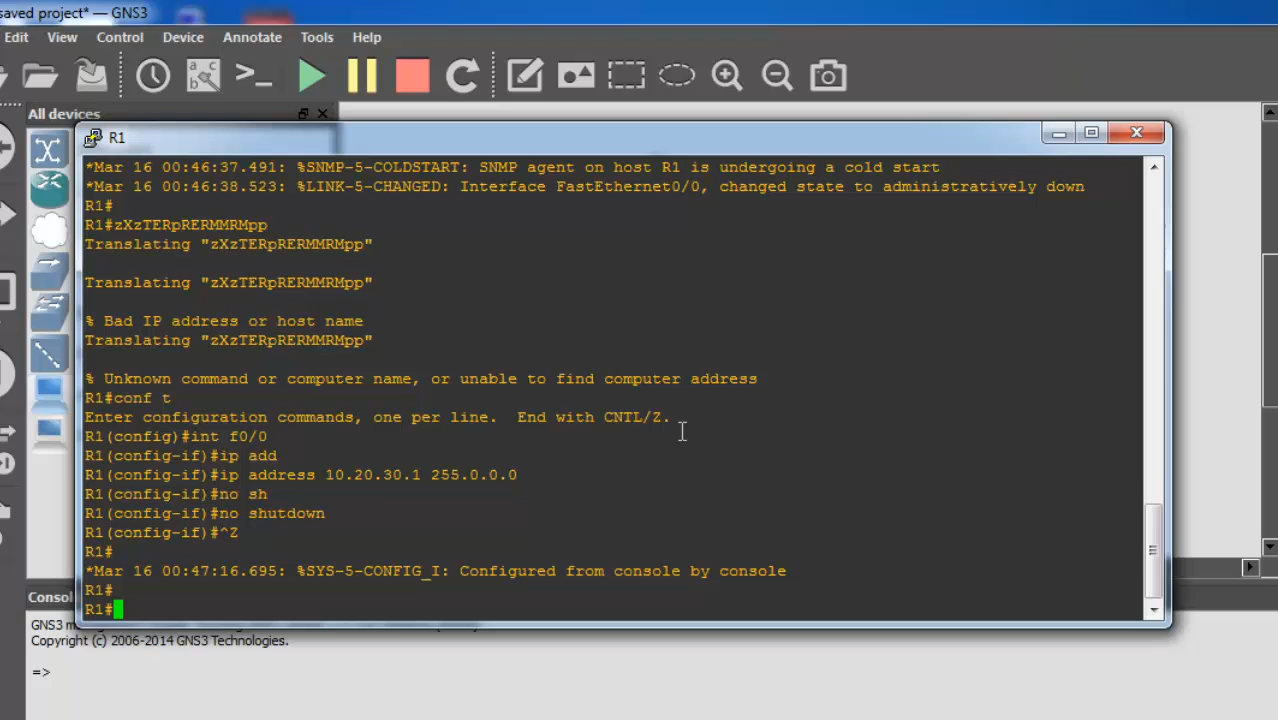 saved project* — GNS3
Edit View Control Device Annotate Tools Help
All devices
R1
*Mar 16 00:46:37.491: %SNMP-5-COLDSTART: SNMP agent on host R1 is undergoing a cold start
*Mar 16 00:46:38.523: %LINK-5-CHANGED: Interface FastEthernet0/0, changed state to administratively down
R1#
R1#zXzTERpRERMMRMpp
Translating "zXzTERpRERMMRMpp"
Translating "zXzTERpRERMMRMpp"
% Bad IP address or host name
Translating "zXzTERpRERMMRMpp"
% Unknown command or computer name, or unable to find computer address
R1#conf t
Enter configuration commands, one per line.  End with CNTL/Z.
R1(config)#int f0/0
R1(config-if)#ip add
R1(config-if)#ip address 10.20.30.1 255.0.0.0
R1(config-if)#no sh
R1(config-if)#no shutdown
R1(config-if)#^Z
R1#
*Mar 16 00:47:16.695: %SYS-5-CONFIG_I: Configured from console by console
R1#
R1#
Conso
GNS3 m
Copyright (c) 2006-2014 GNS3 Technologies.
=>